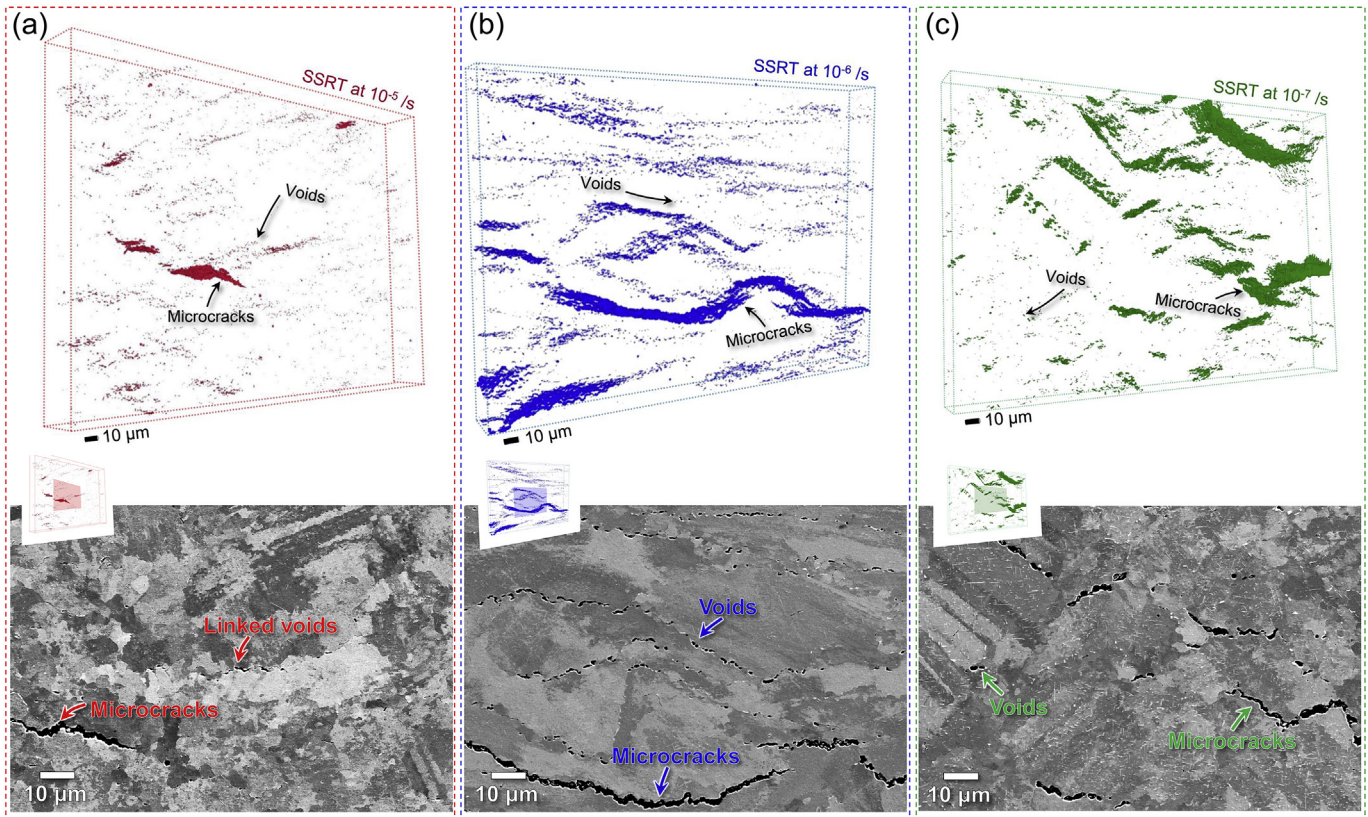 (a)
SSRT at 10⁻⁵ /s
Voids
Microcracks
10 µm
Linked voids
Microcracks
10 µm
(b)
SSRT at 10⁻⁶ /s
Voids
Microcracks
10 µm
Voids
Microcracks
10 µm
(c)
SSRT at 10⁻⁷ /s
Voids
Microcracks
10 µm
Voids
Microcracks
10 µm